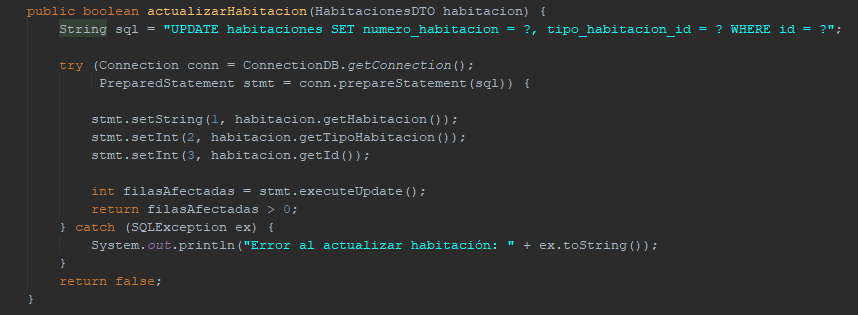 public boolean actualizarHabitacion(HabitacionesDTO habitacion) {
    String sql = "UPDATE habitaciones SET numero_habitacion = ?, tipo_habitacion_id = ? WHERE id = ?";

    try (Connection conn = ConnectionDB.getConnection();
         PreparedStatement stmt = conn.prepareStatement(sql)) {

        stmt.setString(1, habitacion.getHabitacion());
        stmt.setInt(2, habitacion.getTipoHabitacion());
        stmt.setInt(3, habitacion.getId());

        int filasAfectadas = stmt.executeUpdate();
        return filasAfectadas > 0;
    } catch (SQLException ex) {
        System.out.println("Error al actualizar habitación: " + ex.toString());
    }
    return false;
}